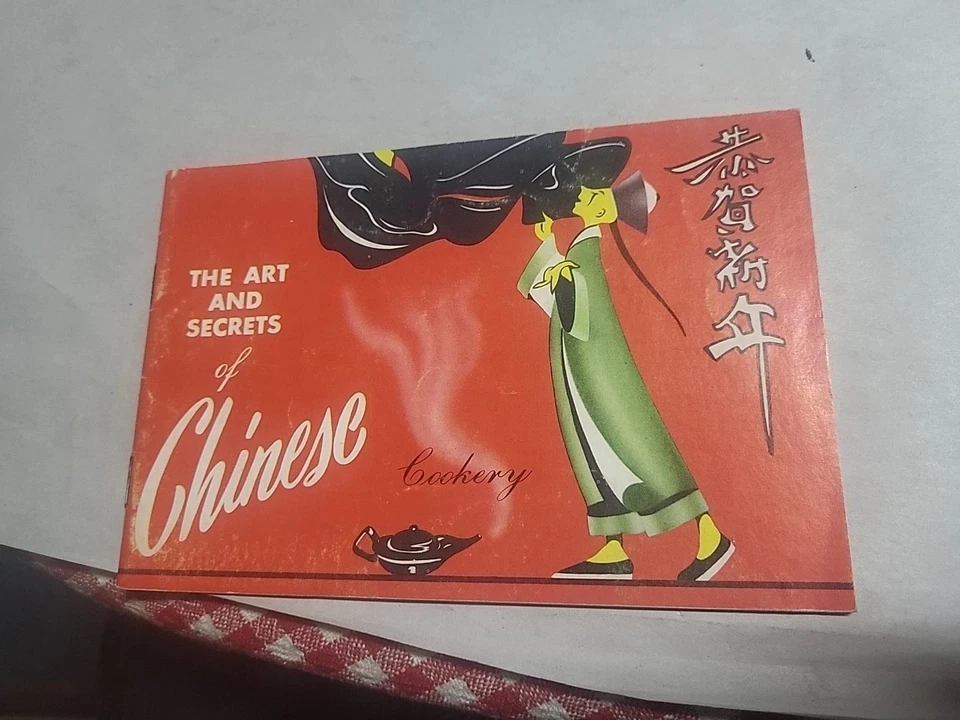 THE ART
AND
SECRETS
of
Chinese
Cookery
恭賀新年